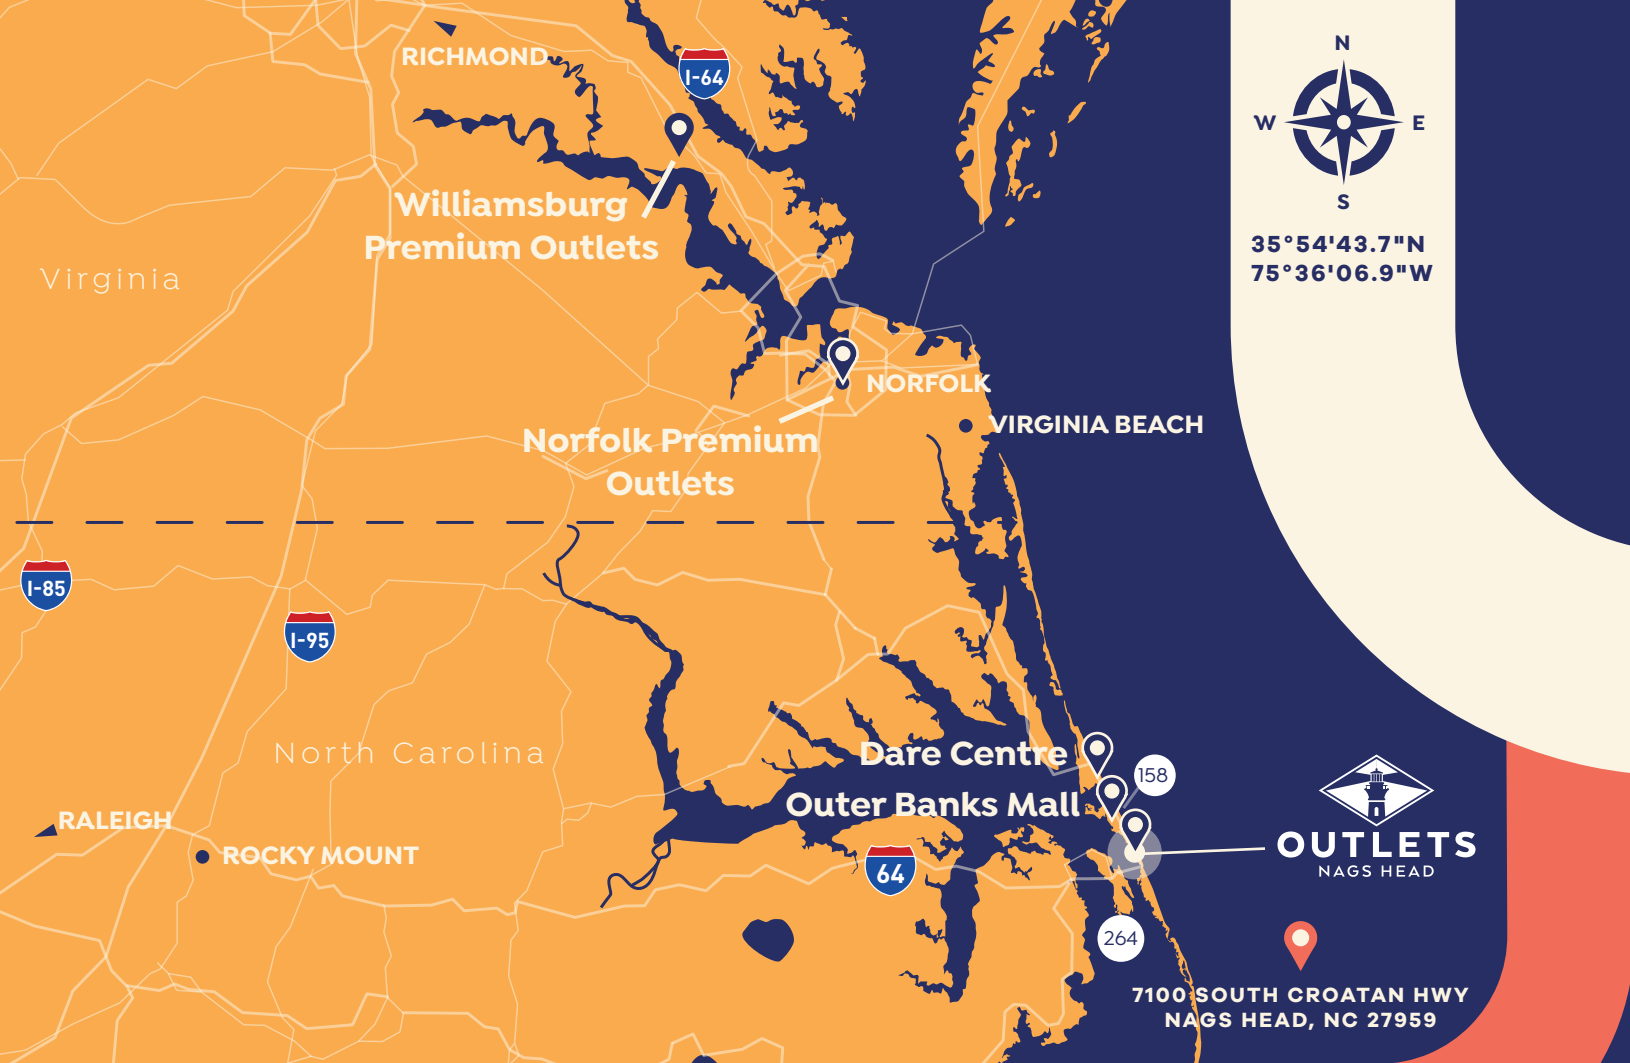 RICHMOND
I-64
N
W
E
S
35°54'43.7"N
75°36'06.9"W
Williamsburg
Premium Outlets
Virginia
NORFOLK
VIRGINIA BEACH
Norfolk Premium
Outlets
I-85
I-95
North Carolina
Dare Centre
158
Outer Banks Mall
RALEIGH
ROCKY MOUNT
64
OUTLETS
NAGS HEAD
264
7100 SOUTH CROATAN HWY
NAGS HEAD, NC 27959